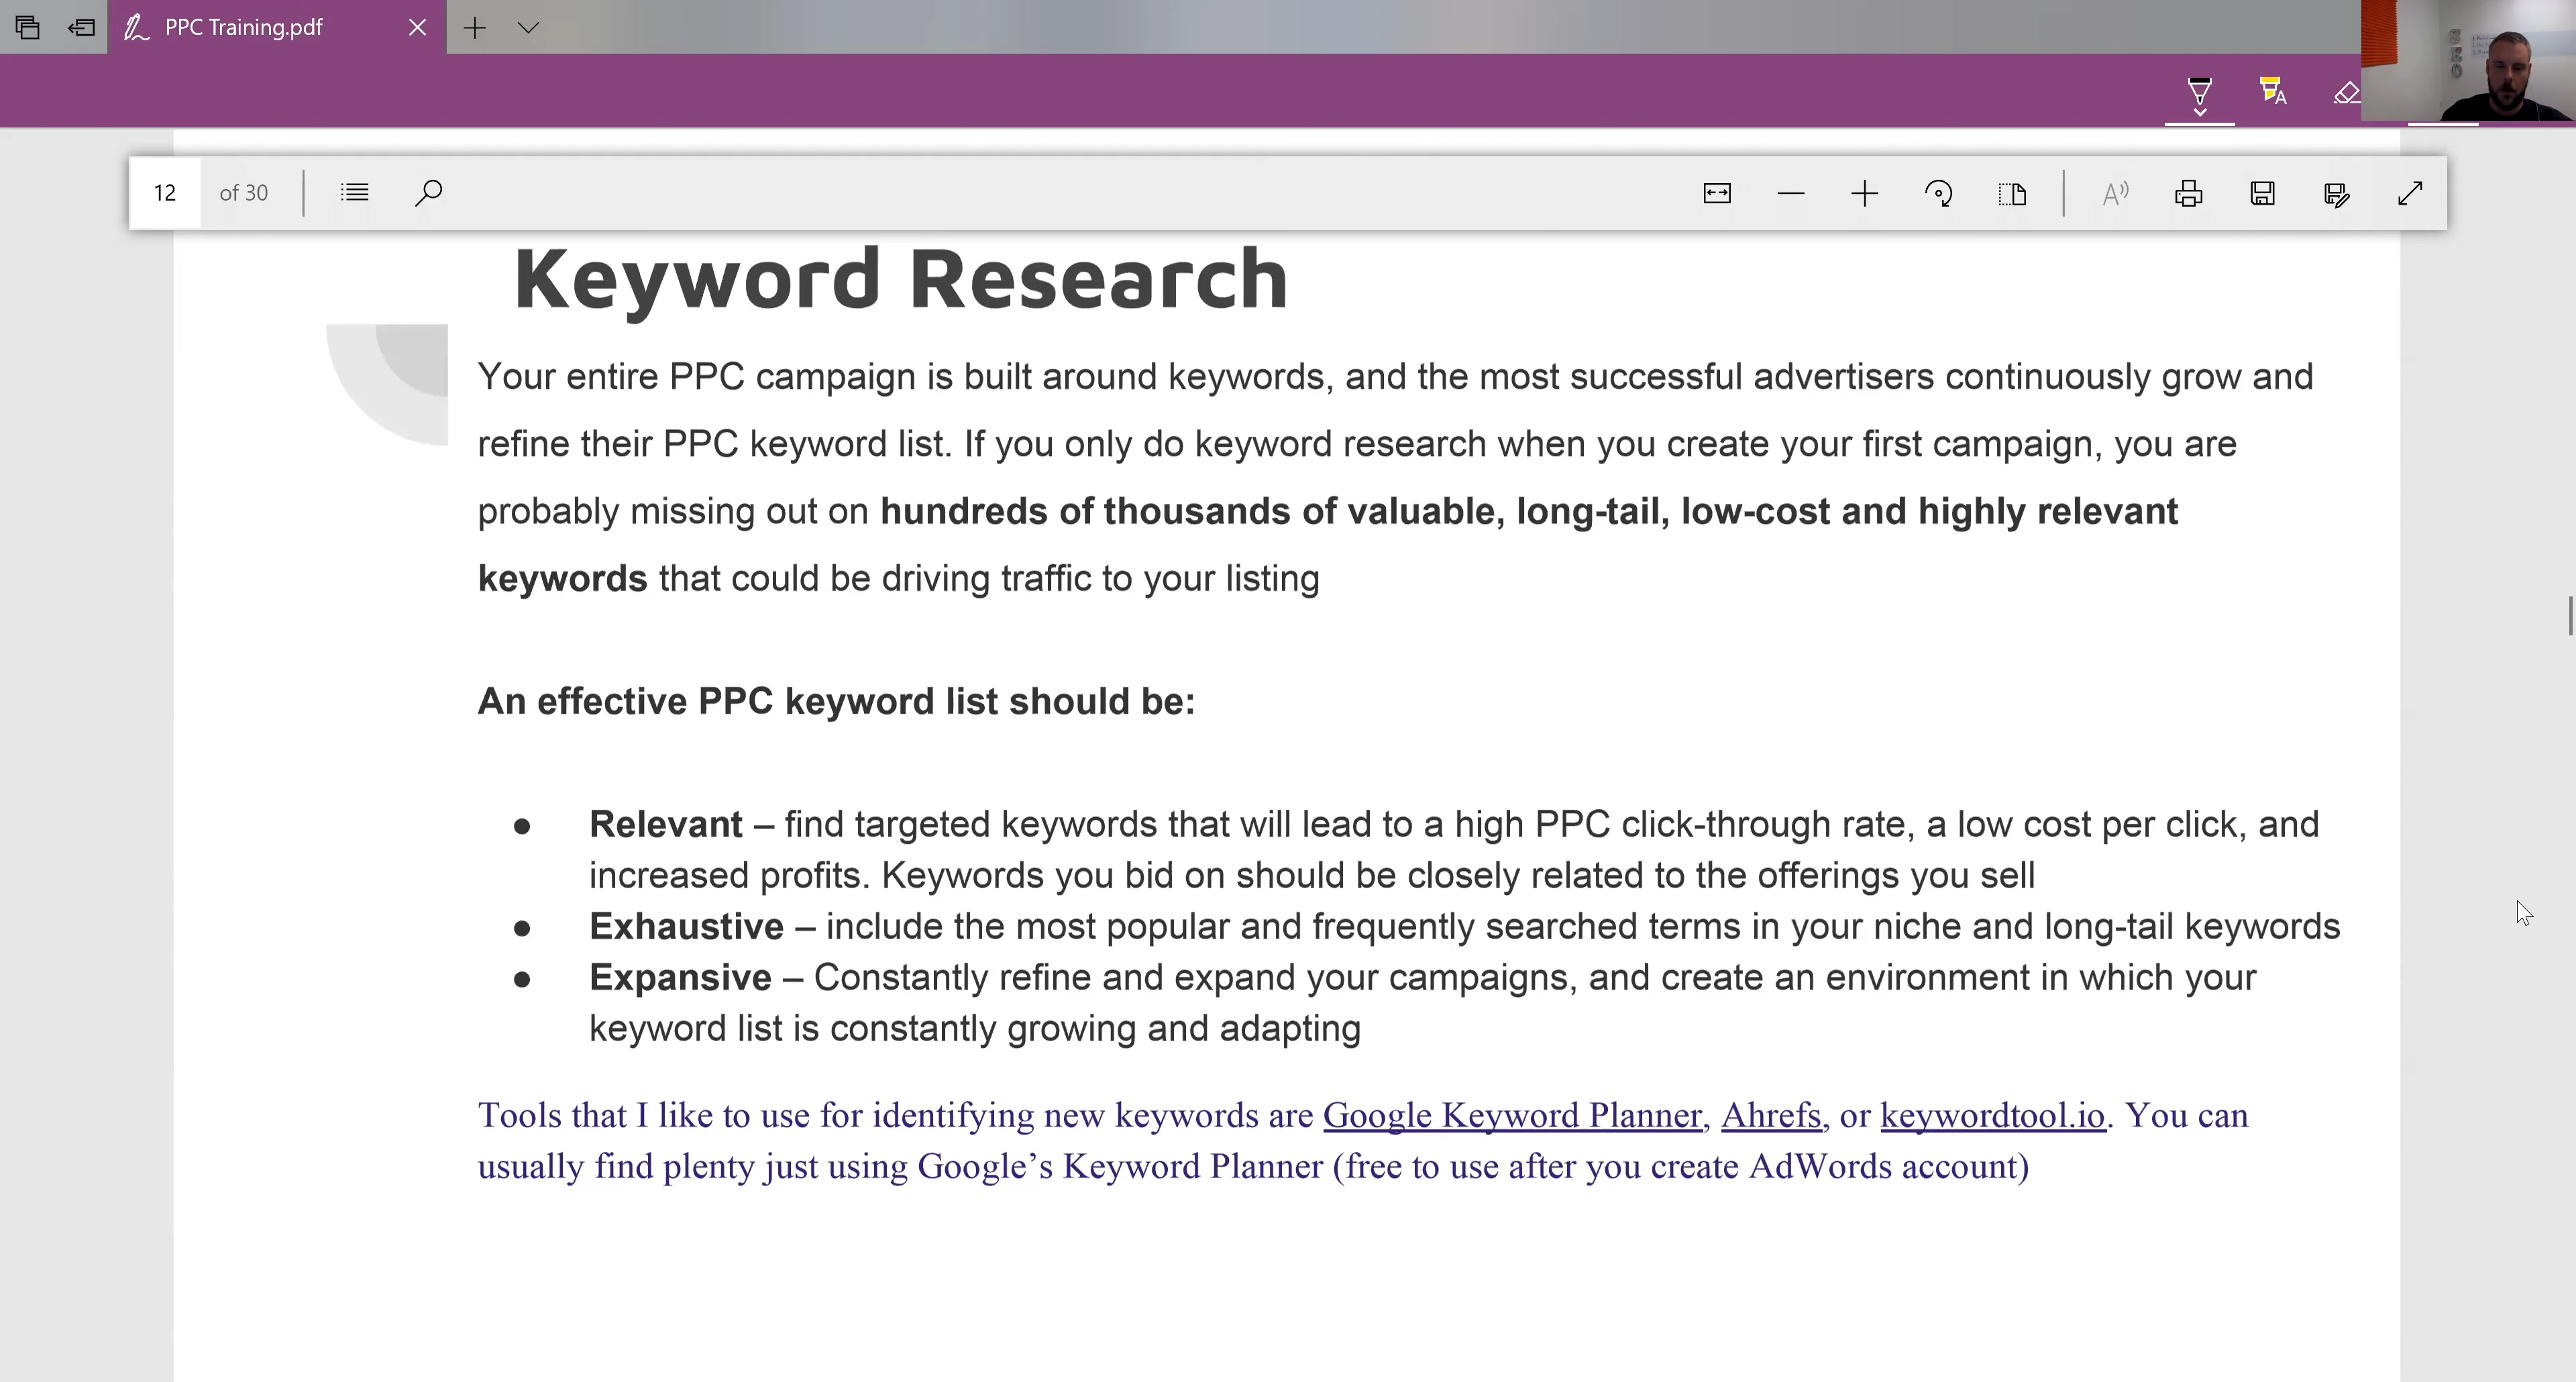 PPC Training.pdf
12 of 30
Keyword Research
Your entire PPC campaign is built around keywords, and the most successful advertisers continuously grow and
refine their PPC keyword list. If you only do keyword research when you create your first campaign, you are
probably missing out on hundreds of thousands of valuable, long-tail, low-cost and highly relevant
keywords that could be driving traffic to your listing
An effective PPC keyword list should be:
● Relevant – find targeted keywords that will lead to a high PPC click-through rate, a low cost per click, and
increased profits. Keywords you bid on should be closely related to the offerings you sell
● Exhaustive – include the most popular and frequently searched terms in your niche and long-tail keywords
● Expansive – Constantly refine and expand your campaigns, and create an environment in which your
keyword list is constantly growing and adapting
Tools that I like to use for identifying new keywords are Google Keyword Planner, Ahrefs, or keywordtool.io. You can
usually find plenty just using Google’s Keyword Planner (free to use after you create AdWords account)
SEO